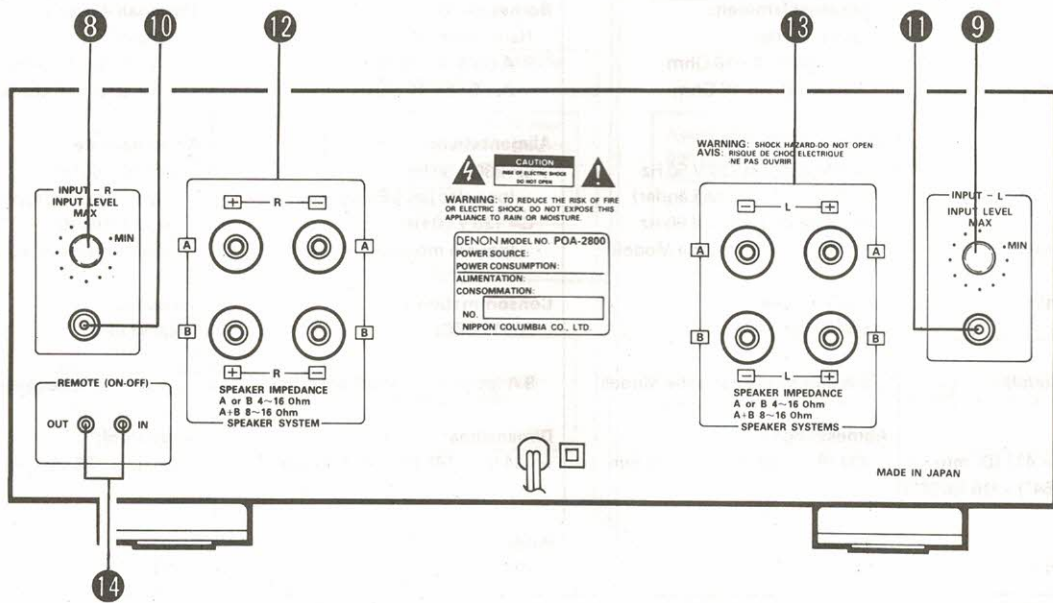 8 10 12 13 11 9
INPUT - R
INPUT LEVEL
MAX
MIN
+ R -
A A
B B
+ R -
SPEAKER IMPEDANCE
A or B 4~16 Ohm
A+B 8~16 Ohm
SPEAKER SYSTEM
REMOTE (ON-OFF)
OUT IN
14
CAUTION
RISK OF ELECTRIC SHOCK
DO NOT OPEN
WARNING: TO REDUCE THE RISK OF FIRE
OR ELECTRIC SHOCK. DO NOT EXPOSE THIS
APPLIANCE TO RAIN OR MOISTURE.
DENON MODEL NO. POA-2800
POWER SOURCE:
POWER CONSUMPTION:
ALIMENTATION:
CONSOMMATION:
NO.
NIPPON COLUMBIA CO., LTD.
WARNING: SHOCK HAZARD-DO NOT OPEN
AVIS: RISQUE DE CHOC ELECTRIQUE
-NE PAS OUVRIR
- L +
A A
B B
- L +
SPEAKER IMPEDANCE
A or B 4~16 Ohm
A+B 8~16 Ohm
SPEAKER SYSTEMS
INPUT - L
INPUT LEVEL
MAX
MIN
MADE IN JAPAN